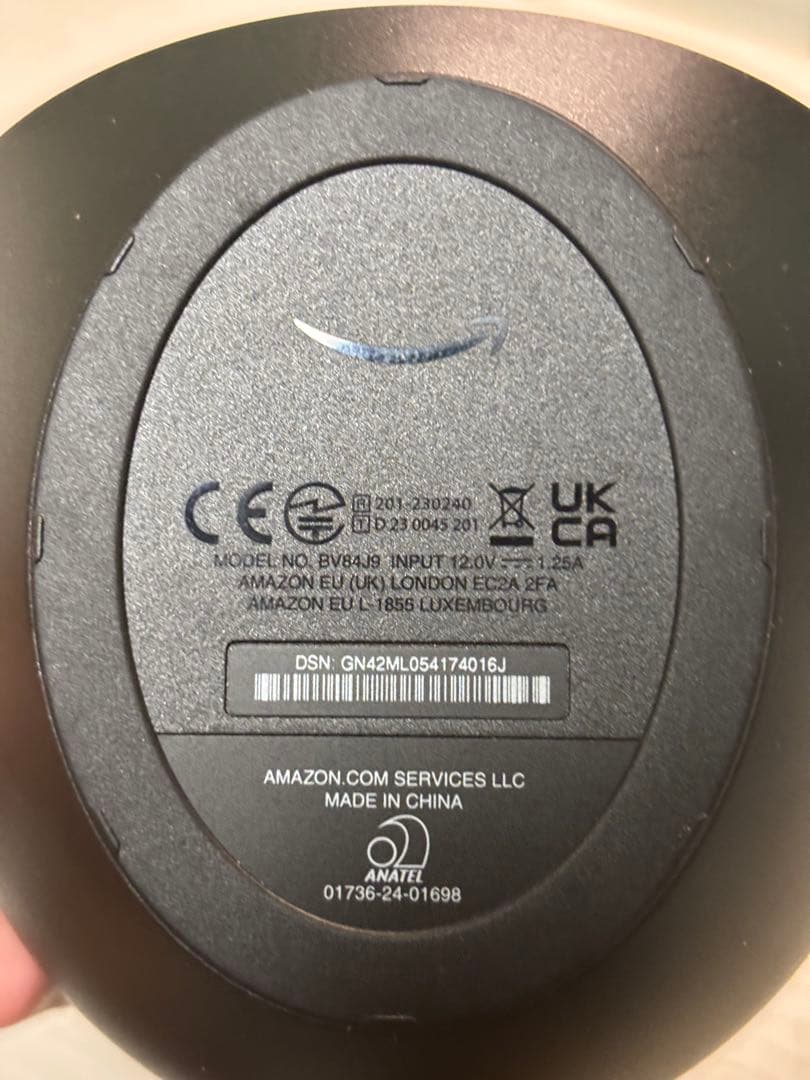 CE R 201-230240 UK
T D 23 0045 201 CA
MODEL NO. BV84J9 INPUT 12.0V ⎓ 1.25A
AMAZON EU (UK) LONDON EC2A 2FA
AMAZON EU L-1855 LUXEMBOURG
DSN: GN42ML054174016J
AMAZON.COM SERVICES LLC
MADE IN CHINA
ANATEL
01736-24-01698